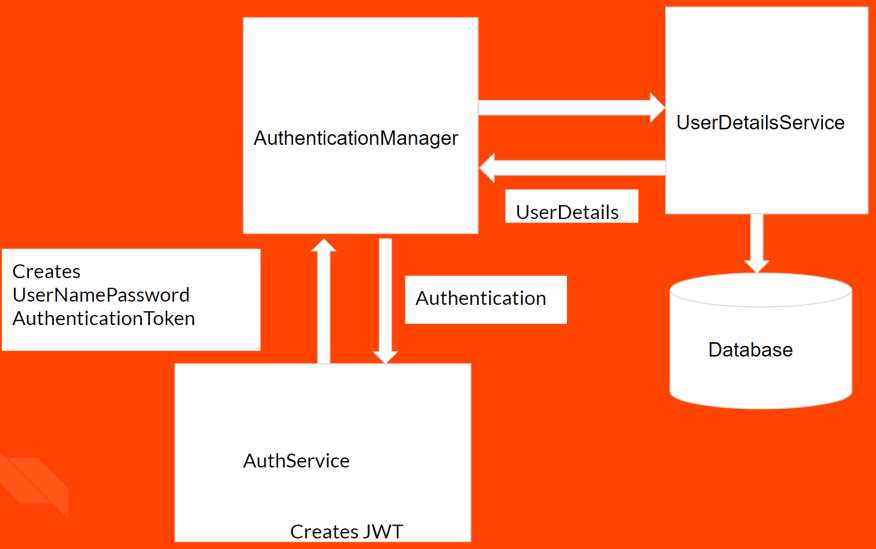 AuthenticationManager
UserDetailsService
UserDetails
Creates
UserNamePassword
AuthenticationToken
Authentication
Database
AuthService
Creates JWT